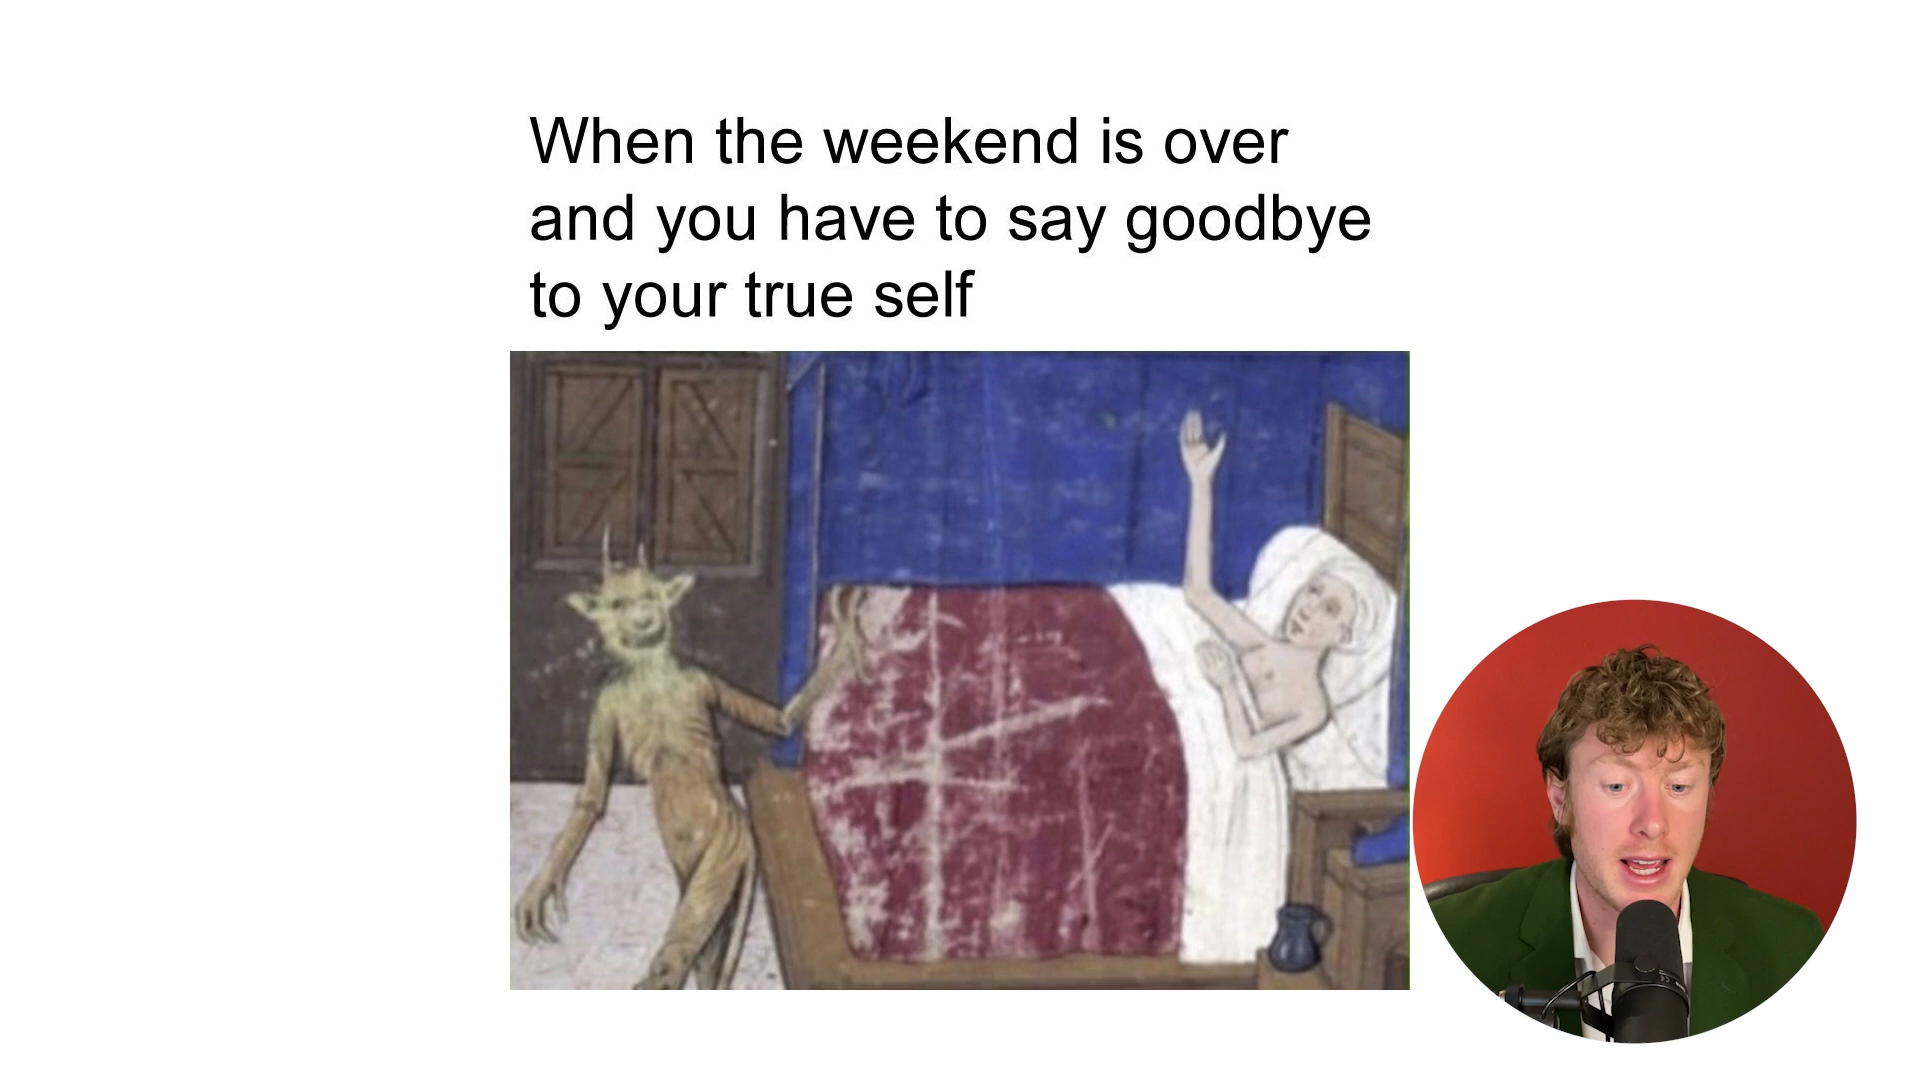 When the weekend is over
and you have to say goodbye
to your true self